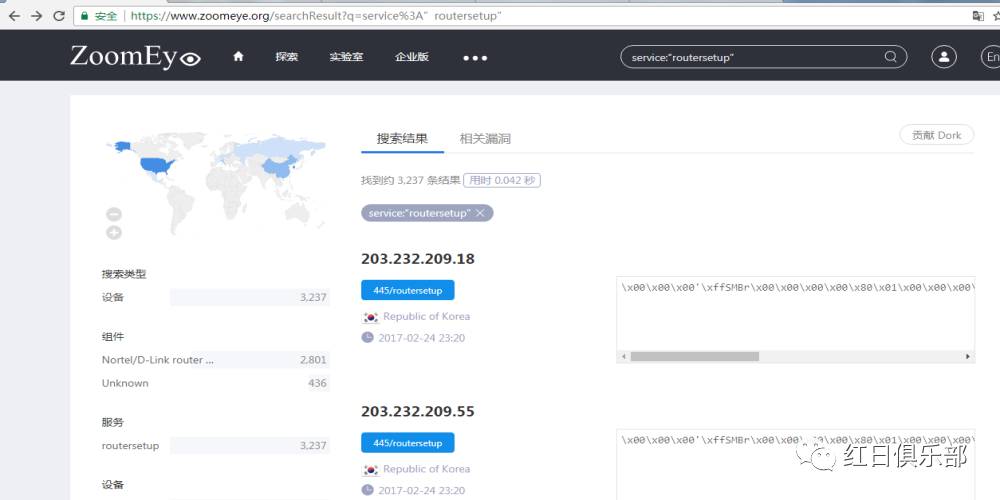 安全 https://www.zoomeye.org/searchResult?q=service%3A" routersetup"
ZoomEy 探索 实验室 企业版 service:"routersetup" En
搜索结果 相关漏洞 贡献 Dork
找到约 3,237 条结果 用时 0.042 秒
service:"routersetup"
203.232.209.18
445/routersetup
Republic of Korea
2017-02-24 23:20
\x00\x00\x00'\xffSMBr\x00\x00\x00\x00\x80\x01\x00\x00\x00\
搜索类型
设备 3,237
组件
Nortel/D-Link router ... 2,801
Unknown 436
服务
routersetup 3,237
设备
203.232.209.55
445/routersetup
Republic of Korea
2017-02-24 23:20
\x00\x00\x00'\xffSMBr\x00\x00\x00\x00\x80\x01\x00\x00\x00\
红日俱乐部